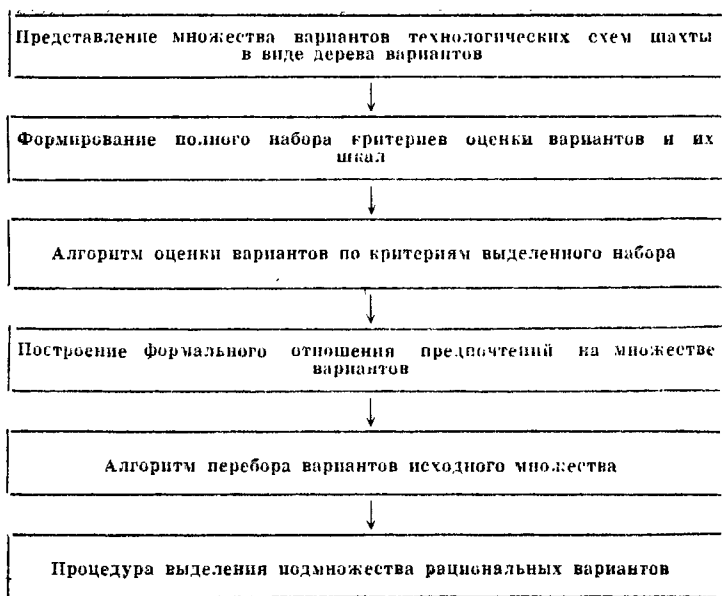 Представление множества вариантов технологических схем шахты
в виде дерева вариантов
Формирование полного набора критериев оценки вариантов и их
шкал
Алгоритм оценки вариантов по критериям выделенного набора
Построение формального отношения предпочтений на множестве
вариантов
Алгоритм перебора вариантов исходного множества
Процедура выделения подмножества рациональных вариантов